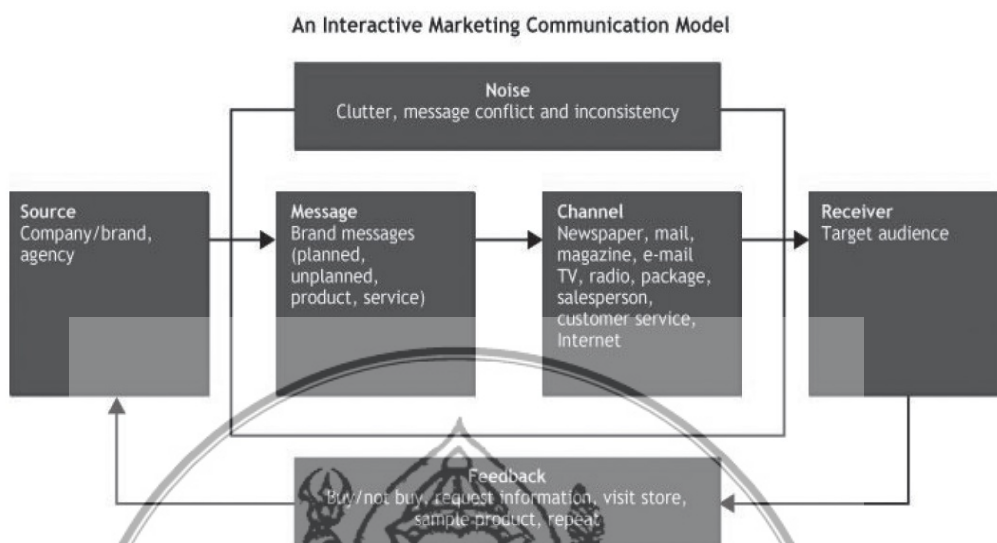 An Interactive Marketing Communication Model
Noise
Clutter, message conflict and inconsistency
Source
Company/brand,
agency
Message
Brand messages
(planned,
unplanned,
product, service)
Channel
Newspaper, mail,
magazine, e-mail
TV, radio, package,
salesperson,
customer service,
Internet
Receiver
Target audience
Feedback
Buy/not buy, request information, visit store,
sample product, repeat